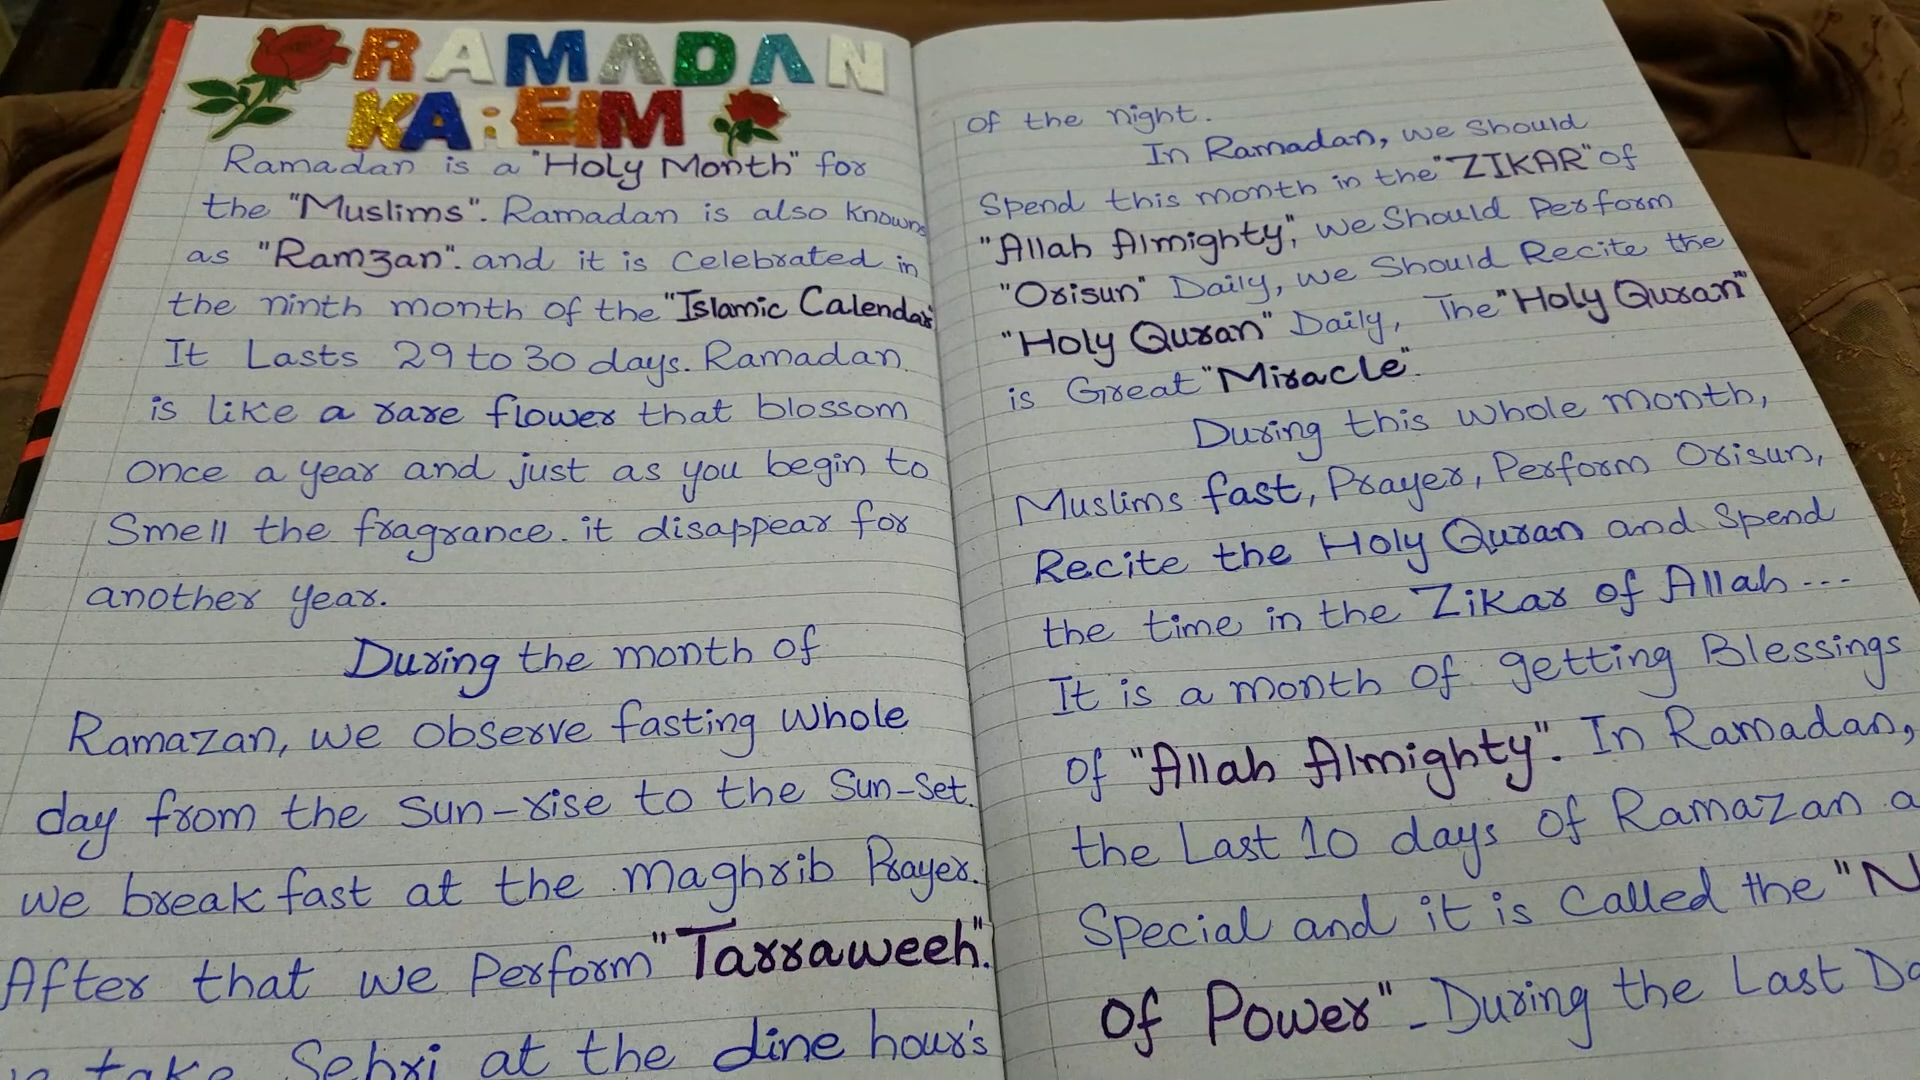 RAMADAN
KAREIM
Ramadan is a "Holy Month" for
the "Muslims". Ramadan is also knowns
as "Ramzan". and it is Celebrated in
the ninth month of the "Islamic Calendar"
It Lasts 29 to 30 days. Ramadan
is like a rare flower that blossom
once a year and just as you begin to
Smell the fragrance. it disappear for
another year.
During the month of
Ramazan, we observe fasting whole
day from the Sun-rise to the Sun-Set.
we break fast at the Maghrib Prayer.
After that we Perform "Tarraweeh".
take Sehri at the dine hour's
of the night.
In Ramadan, we Should
Spend this month in the "ZIKAR" of
"Allah Almighty", we Should Perform
"Orisun" Daily, we Should Recite the
"Holy Quran" Daily, The "Holy Quran"
is Great "Miracle".
During this whole month,
Muslims fast, Prayer, Perform Orisun,
Recite the Holy Quran and Spend
the time in the Zikar of Allah...
It is a month of getting Blessings
of "Allah Almighty". In Ramadan,
the Last 10 days of Ramazan a
Special and it is Called the "N
of Power". During the Last Da